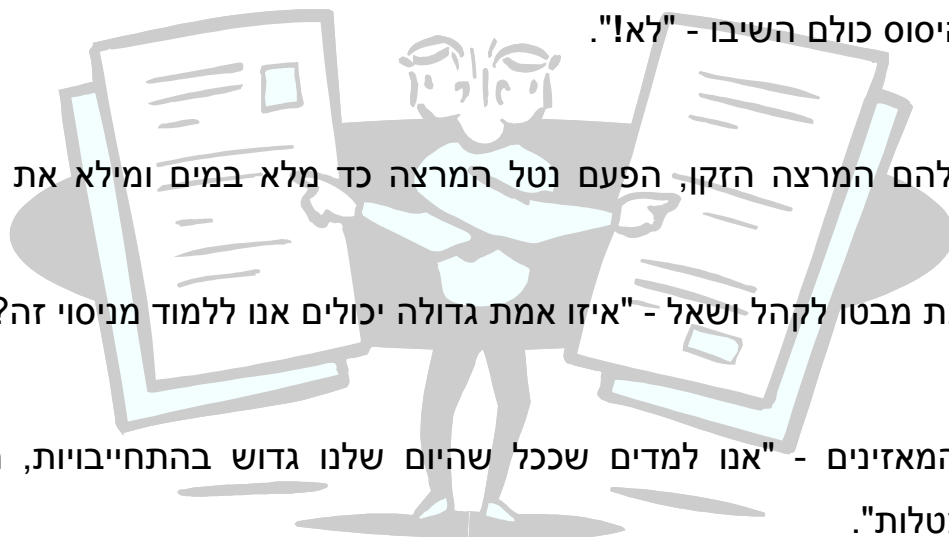 היסוס כולם השיבו - "לא!".
להם המרצה הזקן, הפעם נטל המרצה כד מלא במים ומילא את
ת מבטו לקהל ושאל - "איזו אמת גדולה יכולים אנו ללמוד מניסוי זה?
המאזינים - "אנו למדים שככל שהיום שלנו גדוש בהתחייבויות,
טלות".